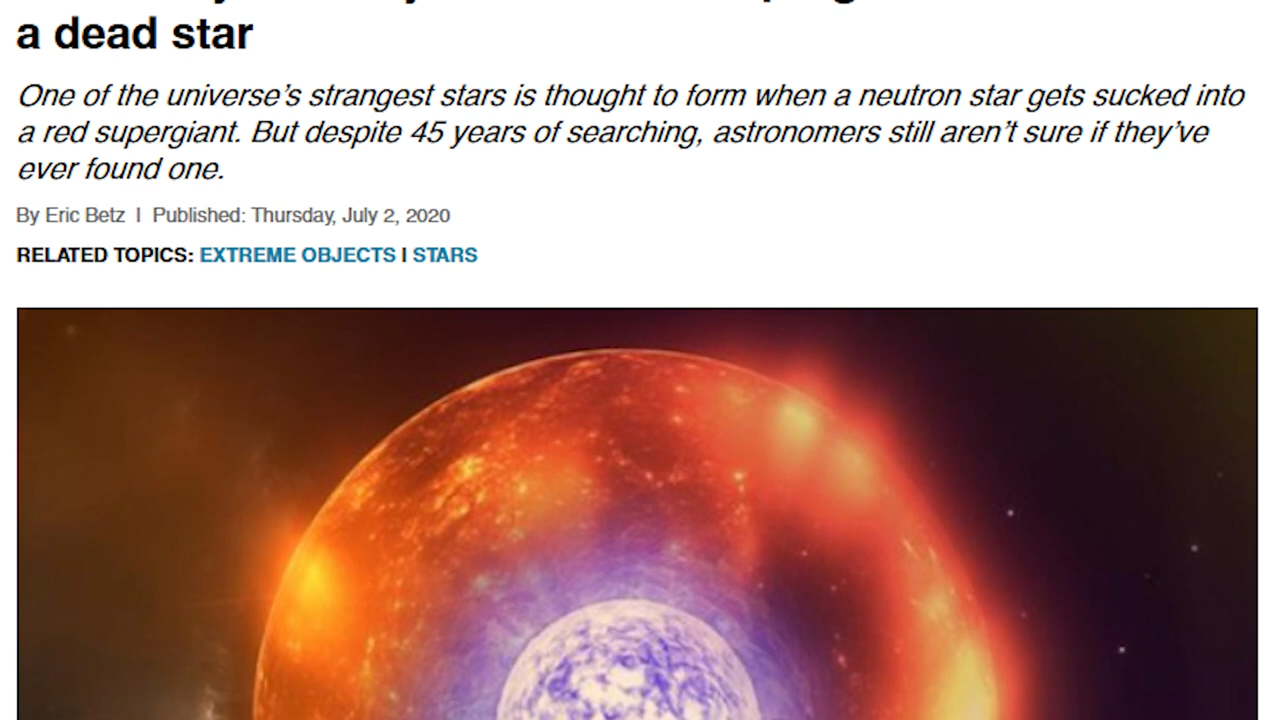 a dead star
One of the universe's strangest stars is thought to form when a neutron star gets sucked into
a red supergiant. But despite 45 years of searching, astronomers still aren't sure if they've
ever found one.
By Eric Betz | Published: Thursday, July 2, 2020
RELATED TOPICS: EXTREME OBJECTS | STARS